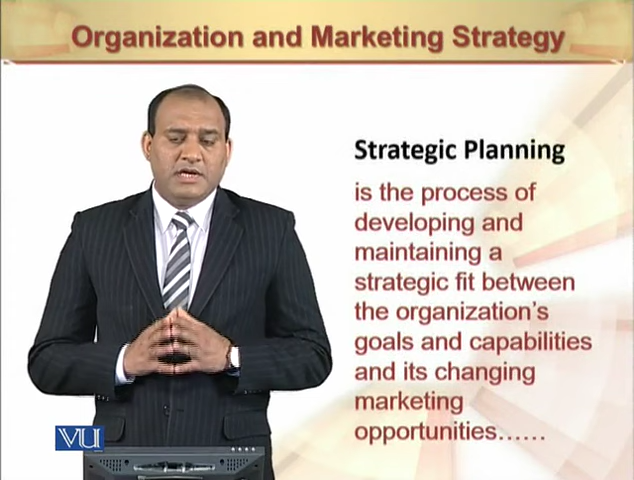 Organization and Marketing Strategy
Strategic Planning
is the process of
developing and
maintaining a
strategic fit between
the organization's
goals and capabilities
and its changing
marketing
opportunities……
VU